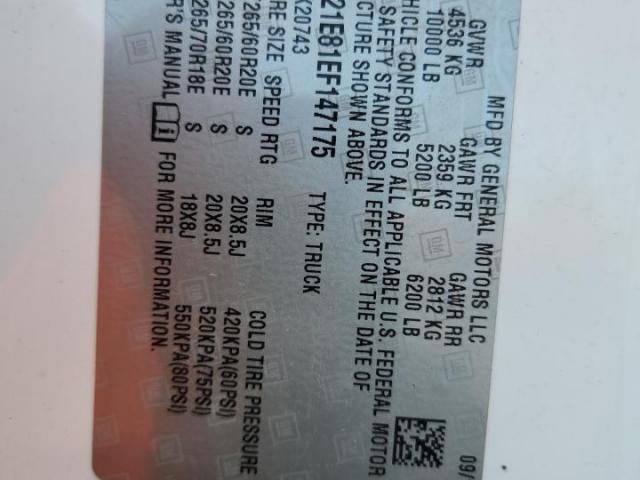 MFD BY GENERAL MOTORS LLC 09/
GVWR GAWR FRT GAWR RR
4536 KG 2359 KG 2812 KG
10000 LB 5200 LB 6200 LB
HICLE CONFORMS TO ALL APPLICABLE U.S. FEDERAL MOTOR
SAFETY STANDARDS IN EFFECT ON THE DATE OF
CTURE SHOWN ABOVE.
21E81EF147175 TYPE: TRUCK
20743
RE SIZE SPEED RTG RIM COLD TIRE PRESSURE
265/60R20E S 20X8.5J 420KPA(60PSI)
265/60R20E S 20X8.5J 520KPA(75PSI)
265/70R18E S 18X8J 550KPA(80PSI)
R'S MANUAL FOR MORE INFORMATION.